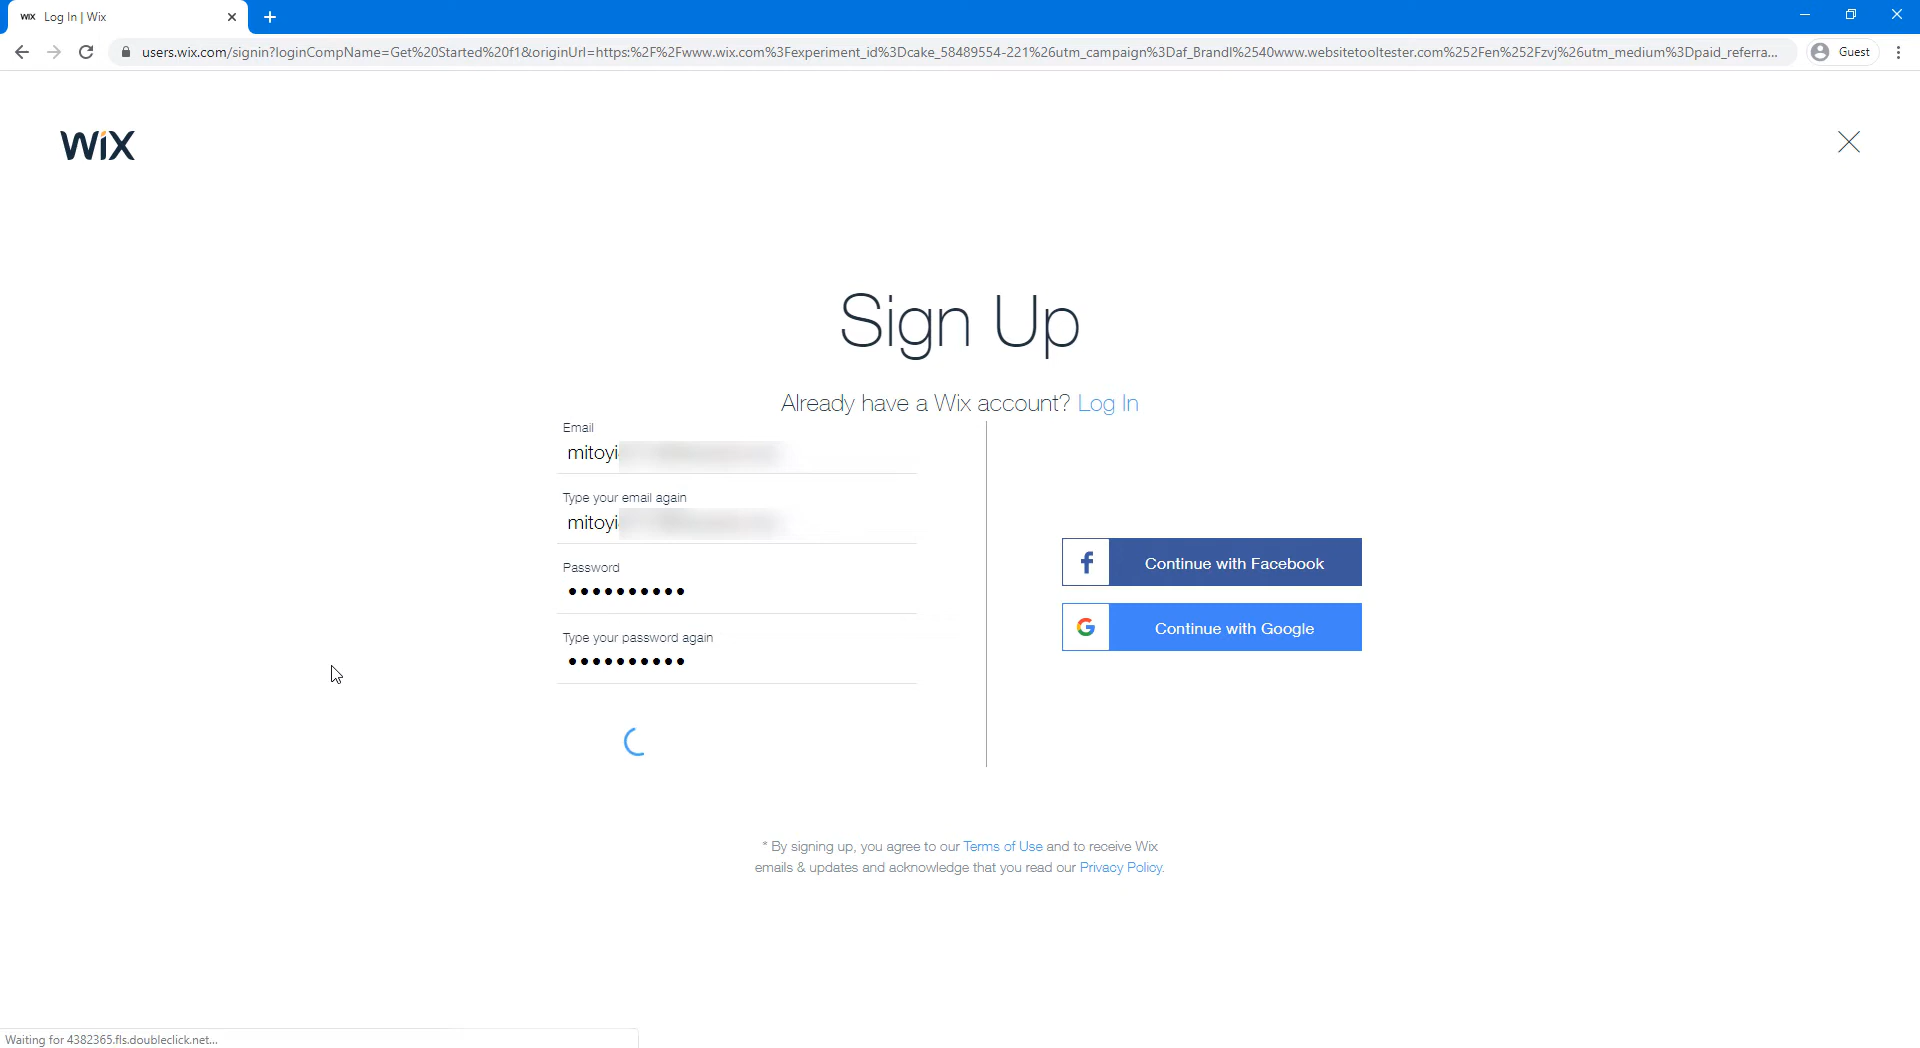 WiX Log In | Wix
users.wix.com/signin?loginCompName=Get%20Started%20f1&originUrl=https:%2F%2Fwww.wix.com%3Fexperiment_id%3Dcake_58489554-221%26utm_campaign%3Daf_BrandI%2540www.websitetooltester.com%252Fen%252Fzvj%26utm_medium%3Dpaid_referra... Guest
WiX
Sign Up
Already have a Wix account? Log In
Email
mitoyi
Type your email again
mitoyi
Password
Type your password again
f Continue with Facebook
G Continue with Google
* By signing up, you agree to our Terms of Use and to receive Wix
emails & updates and acknowledge that you read our Privacy Policy.
Waiting for 4382365.fls.doubleclick.net...